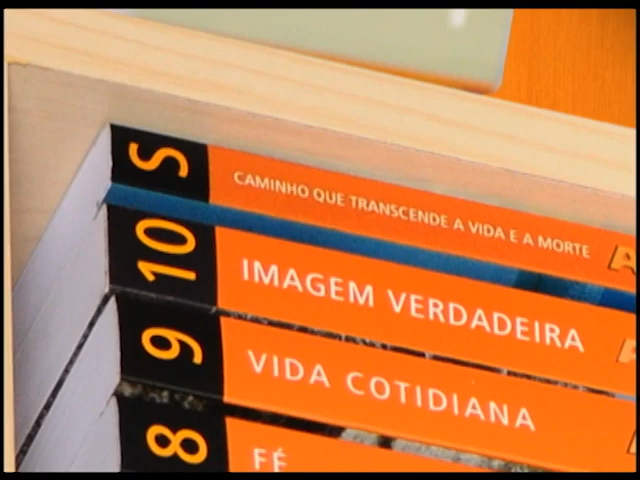 S CAMINHO QUE TRANSCENDE A VIDA E A MORTE A
10 IMAGEM VERDADEIRA
9 VIDA COTIDIANA
8 FÉ